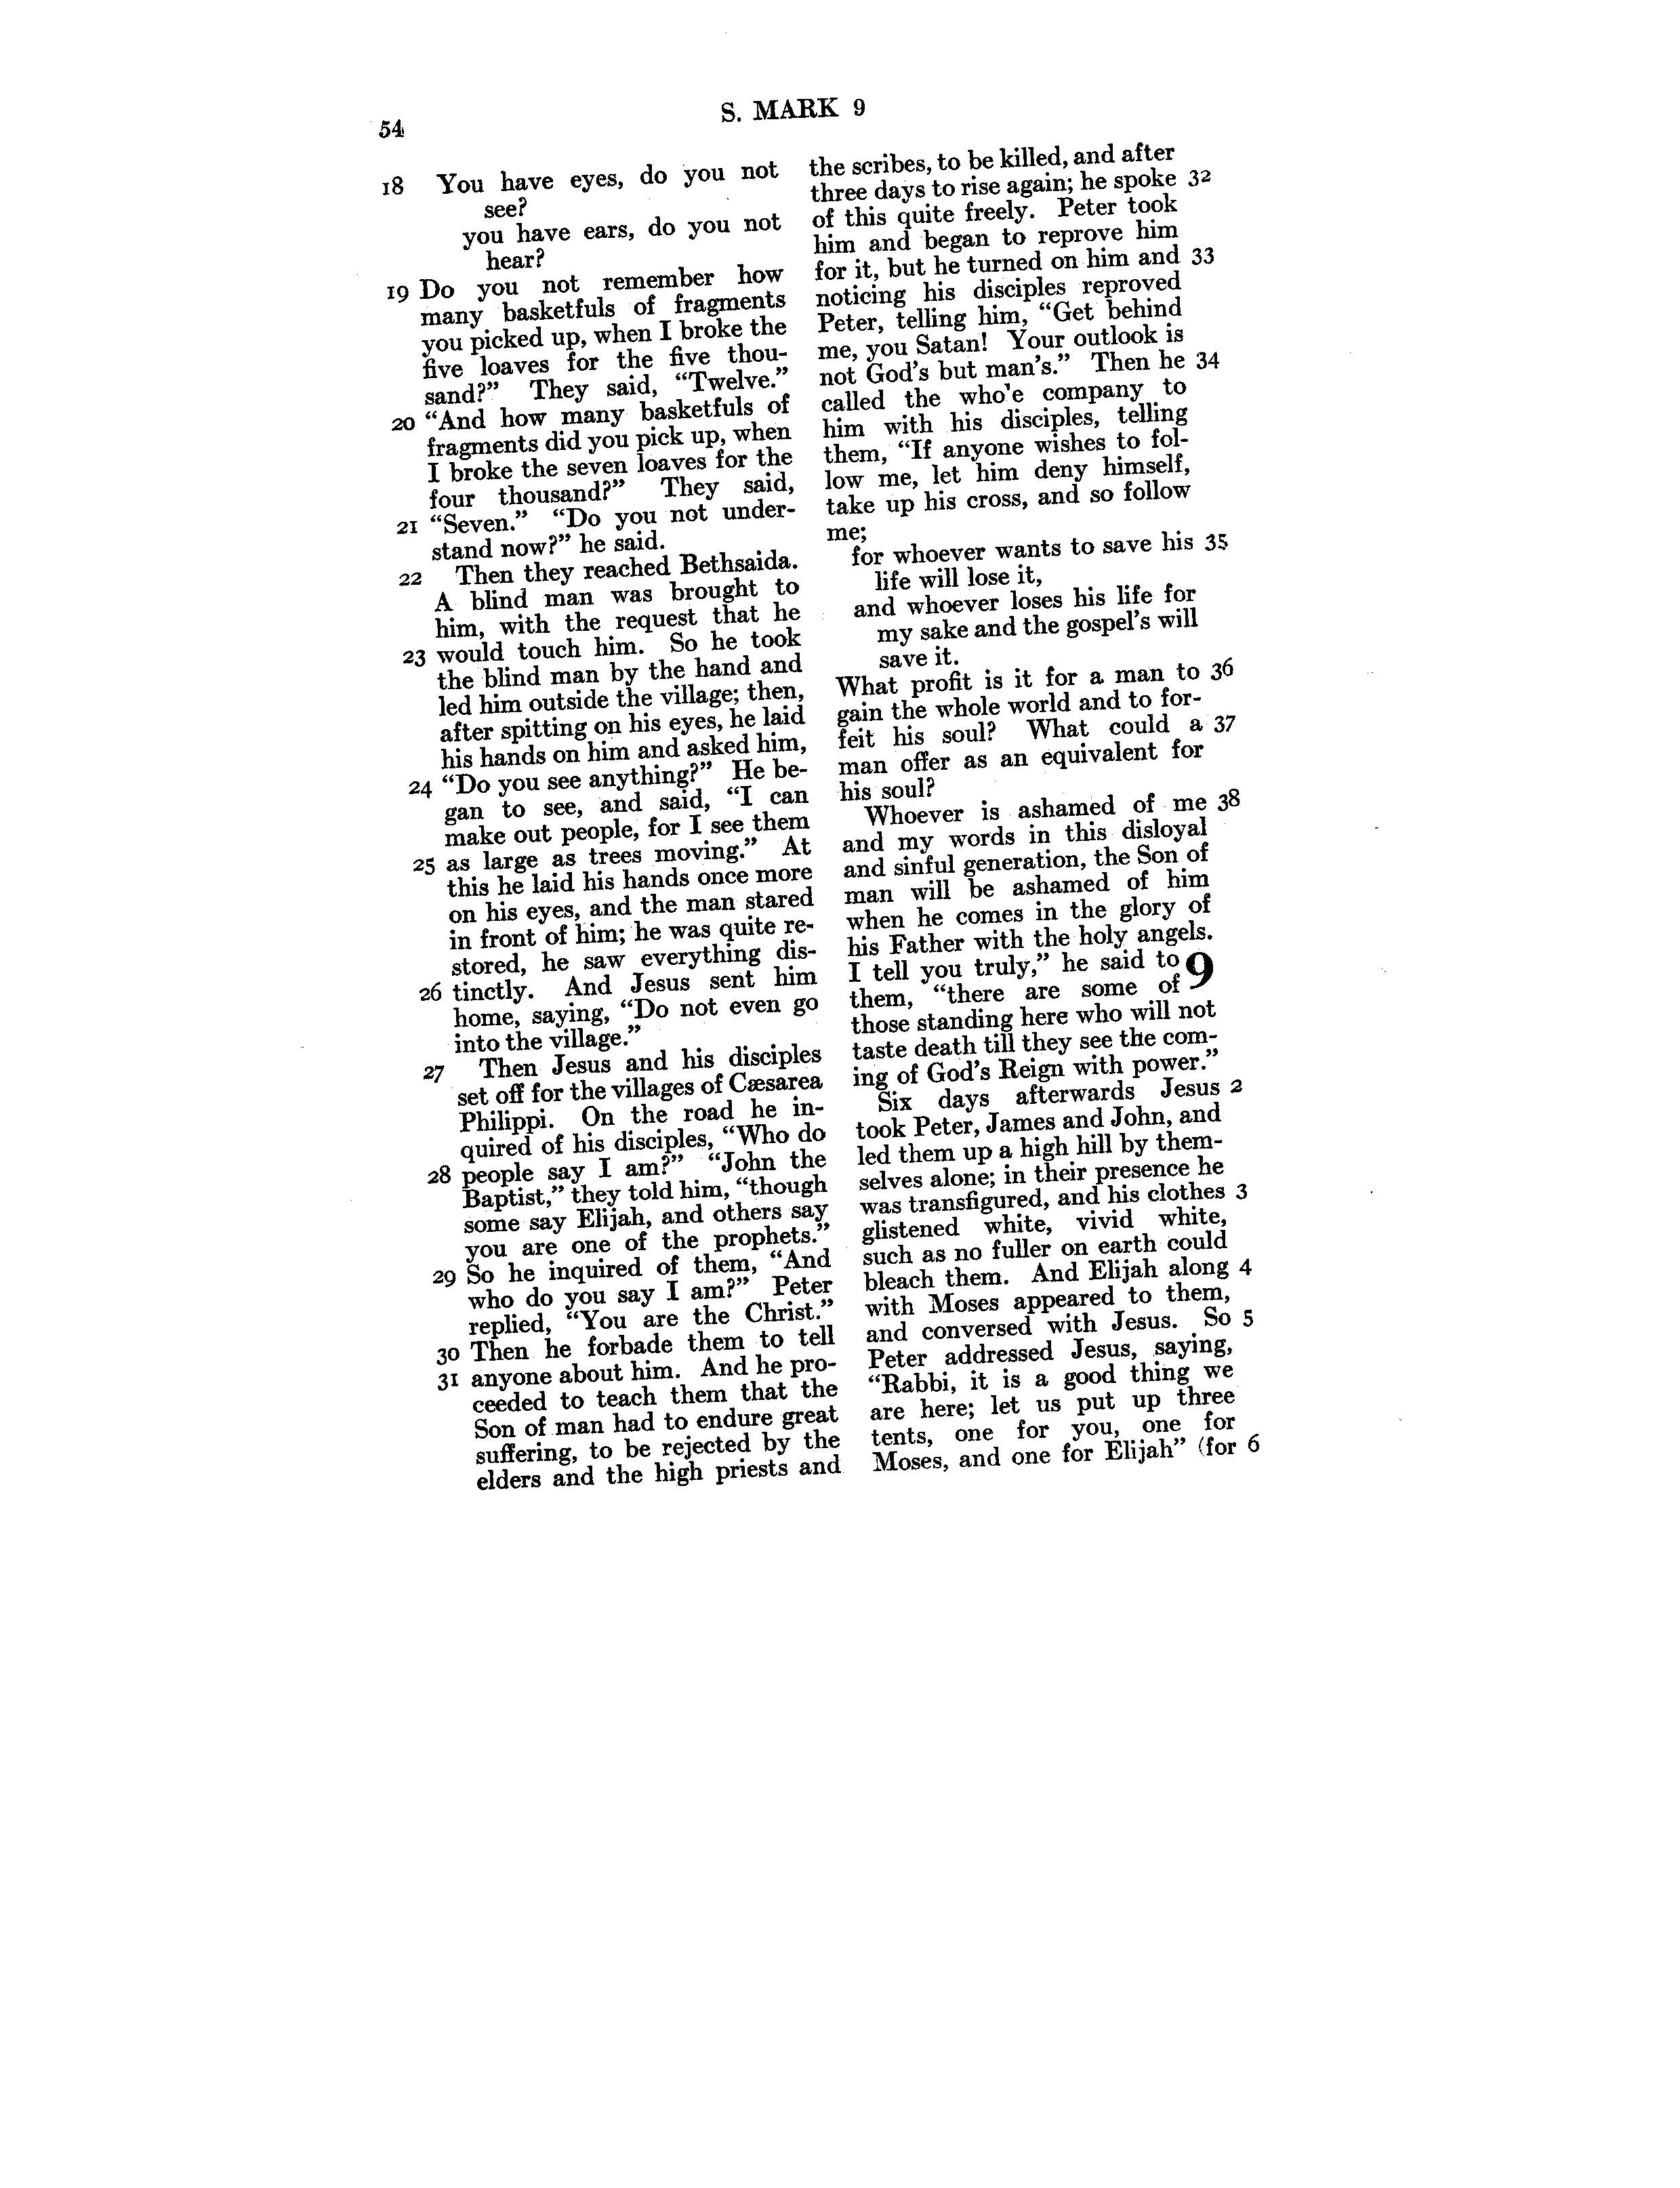 54
S. MARK 9
18 You have eyes, do you not
see?
you have ears, do you not
hear?
19 Do you not remember how
many basketfuls of fragments
you picked up, when I broke the
five loaves for the five thou-
sand?” They said, “Twelve.”
20 “And how many basketfuls of
fragments did you pick up, when
I broke the seven loaves for the
four thousand?” They said,
21 “Seven.” “Do you not under-
stand now?” he said.
22 Then they reached Bethsaida.
A blind man was brought to
him, with the request that he
23 would touch him. So he took
the blind man by the hand and
led him outside the village; then,
after spitting on his eyes, he laid
his hands on him and asked him,
24 “Do you see anything?” He be-
gan to see, and said, “I can
make out people, for I see them
25 as large as trees moving.” At
this he laid his hands once more
on his eyes, and the man stared
in front of him; he was quite re-
stored, he saw everything dis-
26 tinctly. And Jesus sent him
home, saying, “Do not even go
into the village.”
27 Then Jesus and his disciples
set off for the villages of Cæsarea
Philippi. On the road he in-
quired of his disciples, “Who do
28 people say I am?” “John the
Baptist,” they told him, “though
some say Elijah, and others say
you are one of the prophets.”
29 So he inquired of them, “And
who do you say I am?” Peter
replied, “You are the Christ.”
30 Then he forbade them to tell
31 anyone about him. And he pro-
ceeded to teach them that the
Son of man had to endure great
suffering, to be rejected by the
elders and the high priests and
the scribes, to be killed, and after
three days to rise again; he spoke 32
of this quite freely. Peter took
him and began to reprove him
for it, but he turned on him and 33
noticing his disciples reproved
Peter, telling him, “Get behind
me, you Satan! Your outlook is
not God’s but man’s.” Then he 34
called the who'e company to
him with his disciples, telling
them, “If anyone wishes to fol-
low me, let him deny himself,
take up his cross, and so follow
me;
for whoever wants to save his 35
life will lose it,
and whoever loses his life for
my sake and the gospel’s will
save it.
What profit is it for a man to 36
gain the whole world and to for-
feit his soul? What could a 37
man offer as an equivalent for
his soul?
Whoever is ashamed of me 38
and my words in this disloyal
and sinful generation, the Son of
man will be ashamed of him
when he comes in the glory of
his Father with the holy angels.
I tell you truly,” he said to 9
them, “there are some of
those standing here who will not
taste death till they see the com-
ing of God’s Reign with power.”
Six days afterwards Jesus 2
took Peter, James and John, and
led them up a high hill by them-
selves alone; in their presence he
was transfigured, and his clothes 3
glistened white, vivid white,
such as no fuller on earth could
bleach them. And Elijah along 4
with Moses appeared to them,
and conversed with Jesus. So 5
Peter addressed Jesus, saying,
“Rabbi, it is a good thing we
are here; let us put up three
tents, one for you, one for
Moses, and one for Elijah” (for 6